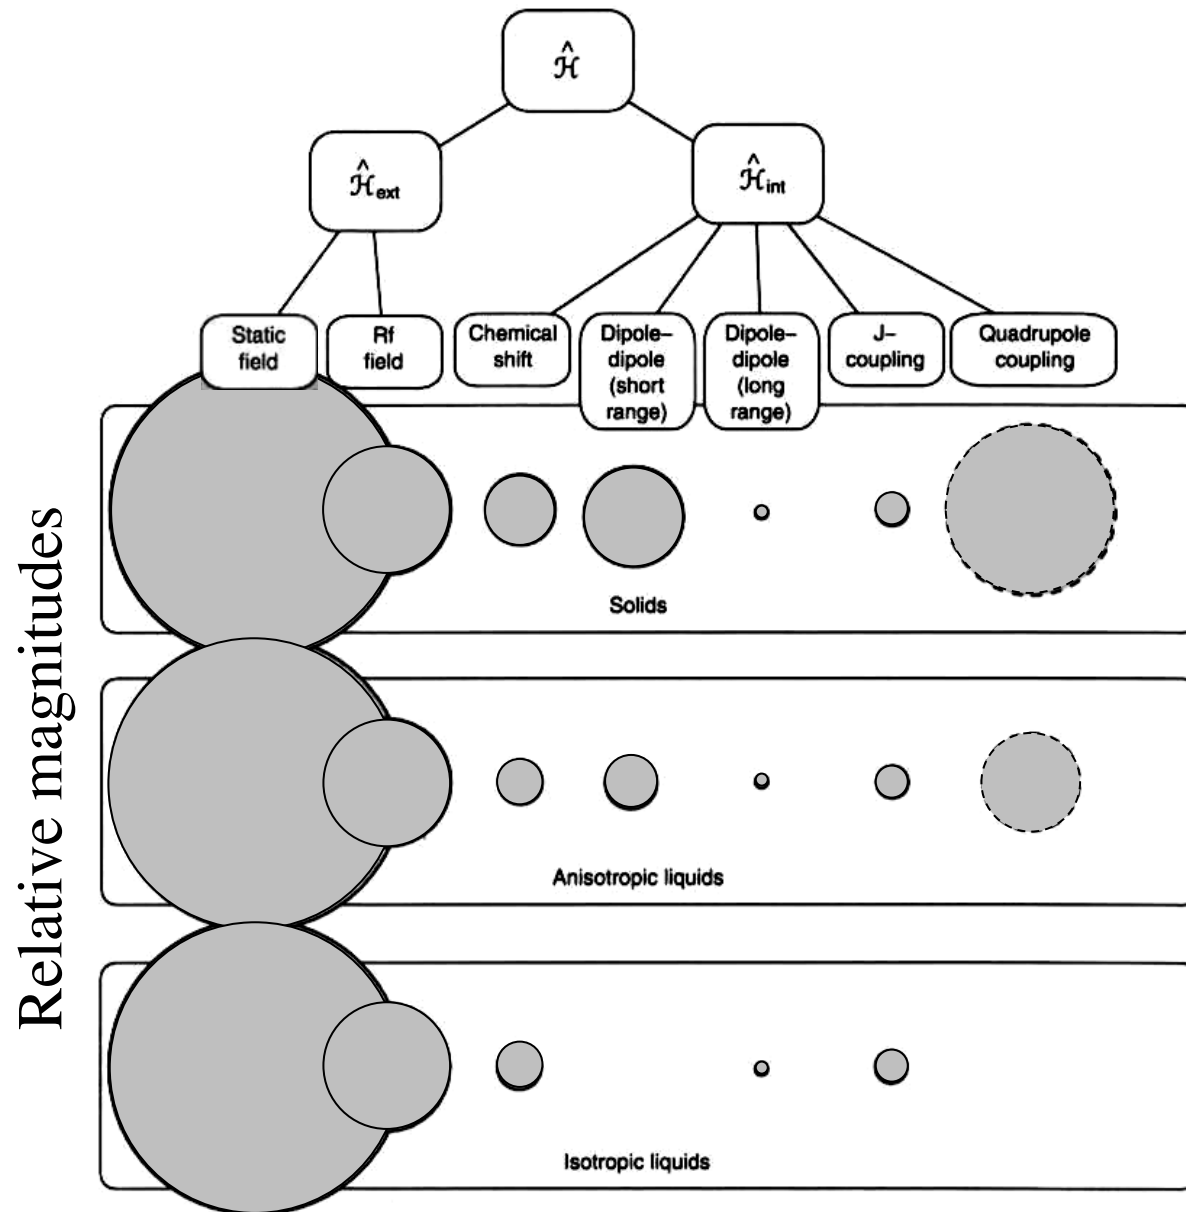 Ĥ
Ĥext
Ĥint
Static
field
Rf
field
Chemical
shift
Dipole–
dipole
(short
range)
Dipole–
dipole
(long
range)
J–
coupling
Quadrupole
coupling
Relative magnitudes
Solids
Anisotropic liquids
Isotropic liquids